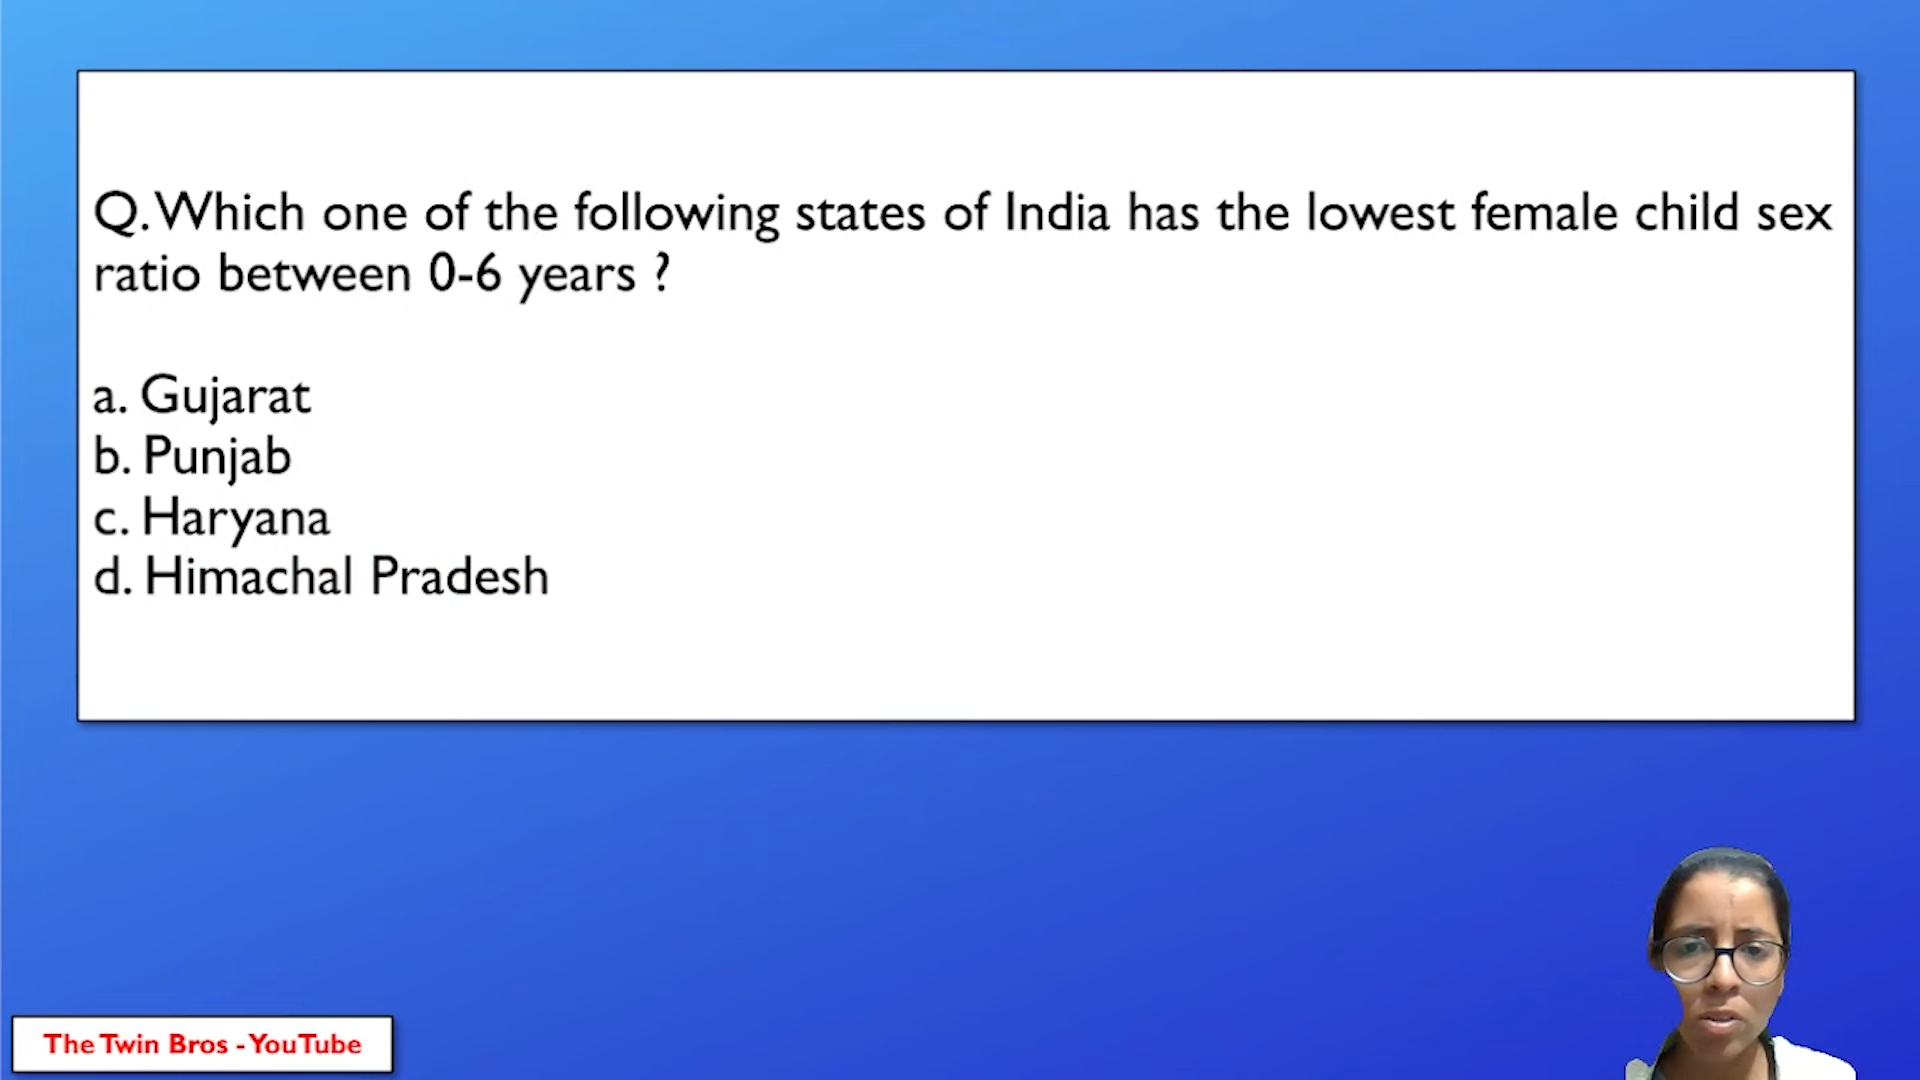 Q. Which one of the following states of India has the lowest female child sex
ratio between 0-6 years ?
a. Gujarat
b. Punjab
c. Haryana
d. Himachal Pradesh
The Twin Bros - YouTube